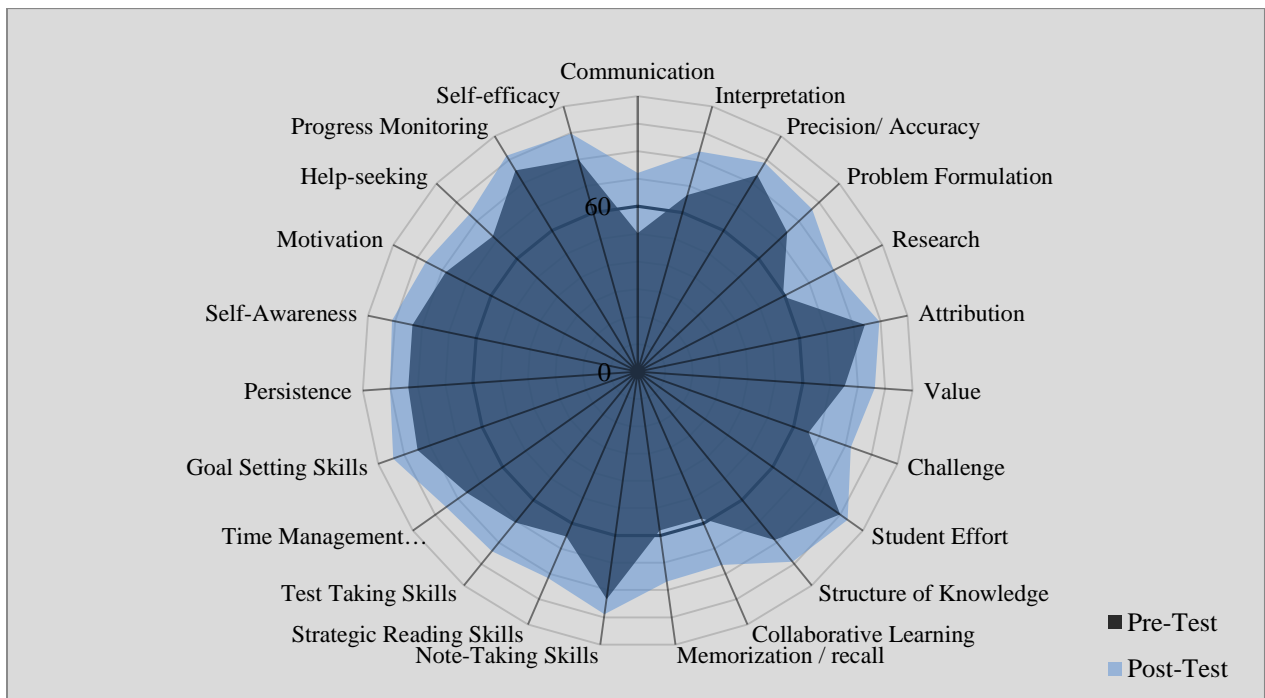 Communication
Interpretation
Precision/ Accuracy
Problem Formulation
Research
Attribution
Value
Challenge
Student Effort
Structure of Knowledge
Collaborative Learning
Memorization / recall
Note-Taking Skills
Strategic Reading Skills
Test Taking Skills
Time Management…
Goal Setting Skills
Persistence
Self-Awareness
Motivation
Help-seeking
Progress Monitoring
Self-efficacy
60
0
Pre-Test
Post-Test